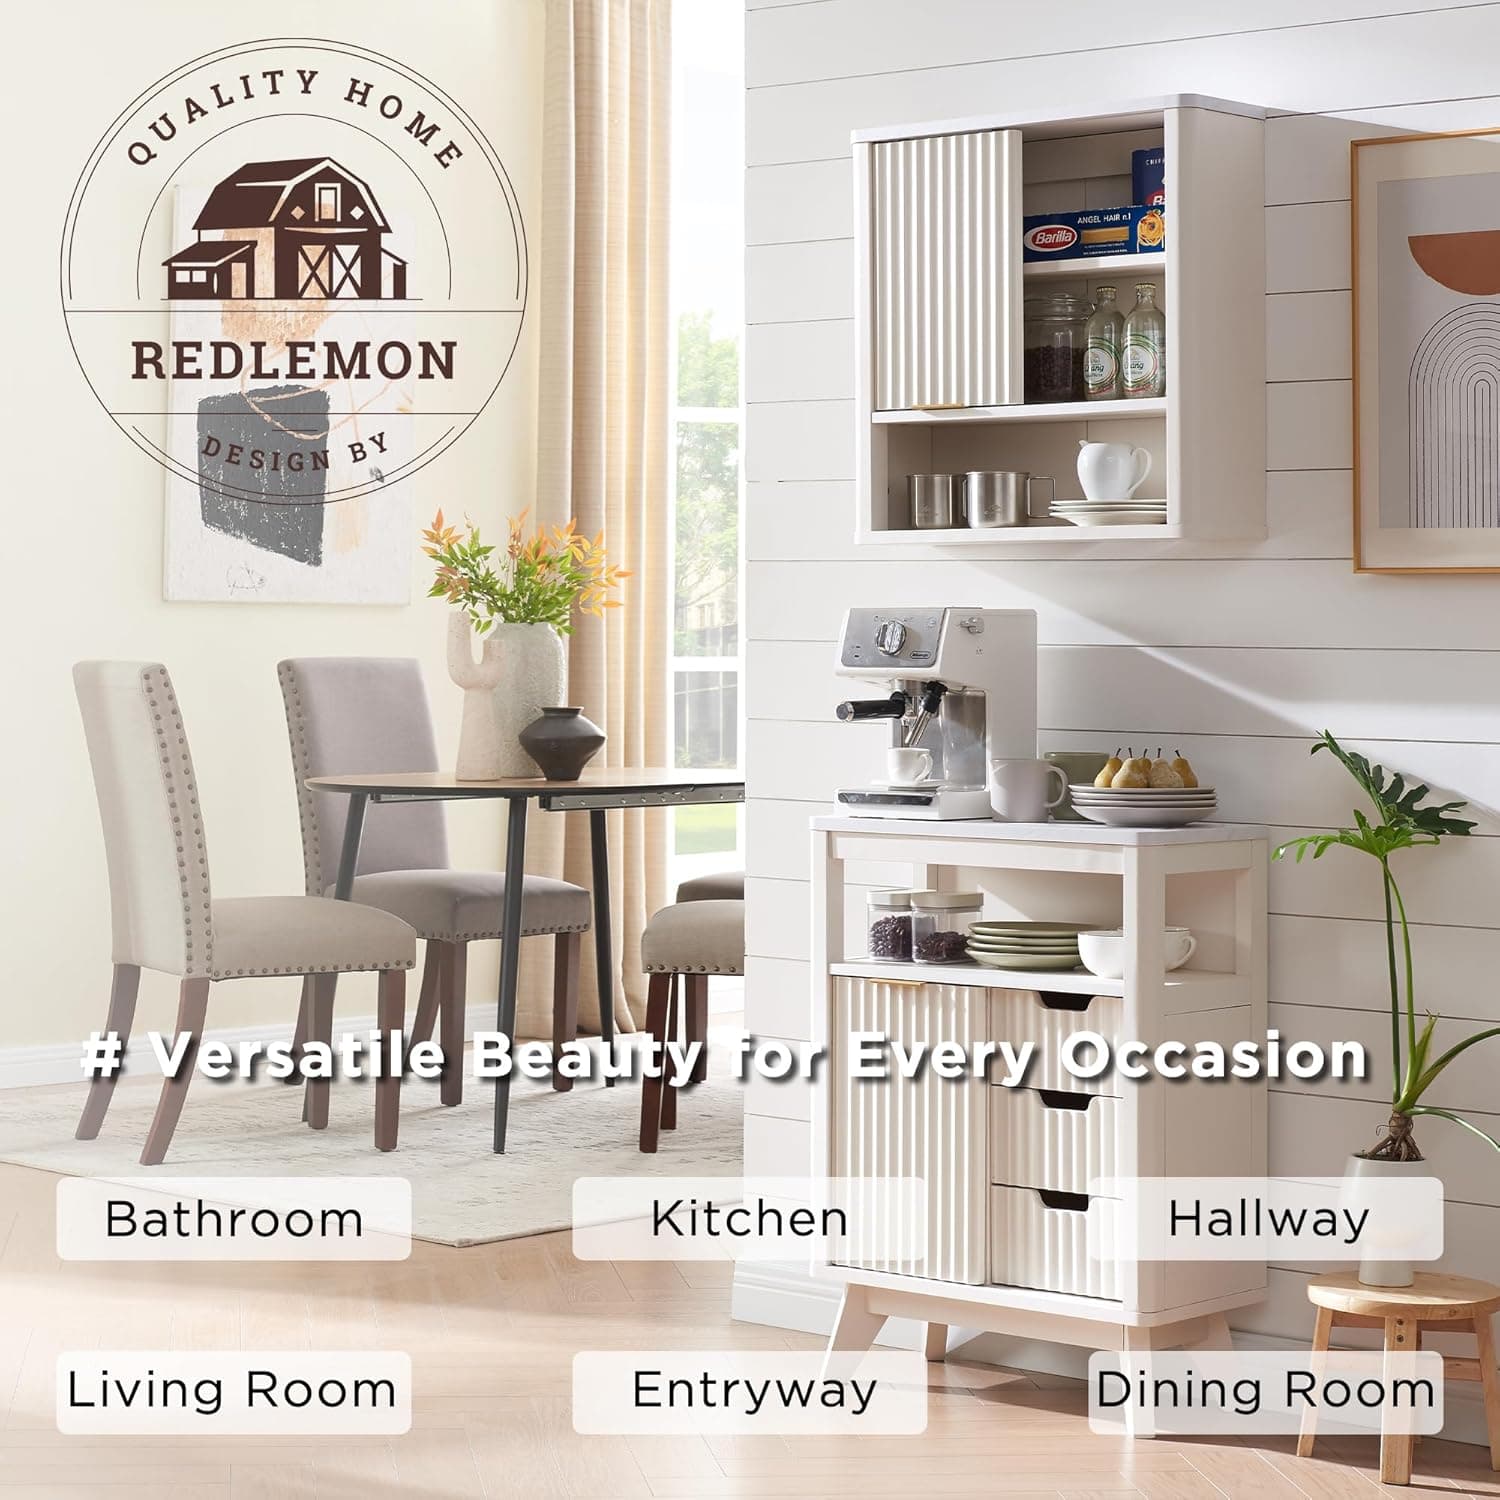 QUALITY HOME
REDLEMON
DESIGN BY
ANGEL HAIR n.1
Barilla
Chang
# Versatile Beauty for Every Occasion
Bathroom
Kitchen
Hallway
Living Room
Entryway
Dining Room